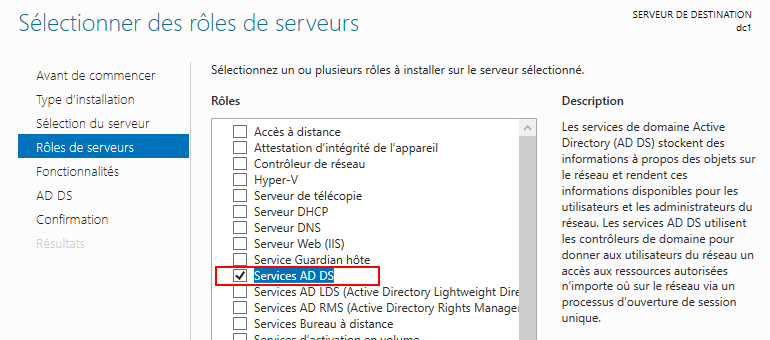 Sélectionner des rôles de serveurs
SERVEUR DE DESTINATION
dc1
Avant de commencer
Type d'installation
Sélection du serveur
Rôles de serveurs
Fonctionnalités
AD DS
Confirmation
Résultats
Sélectionnez un ou plusieurs rôles à installer sur le serveur sélectionné.
Rôles
Accès à distance
Attestation d'intégrité de l'appareil
Contrôleur de réseau
Hyper-V
Serveur de télécopie
Serveur DHCP
Serveur DNS
Serveur Web (IIS)
Service Guardian hôte
Services AD DS
Services AD LDS (Active Directory Lightweight Dire
Services AD RMS (Active Directory Rights Manager
Services Bureau à distance
Services d'activation en volume
Description
Les services de domaine Active
Directory (AD DS) stockent des
informations à propos des objets sur
le réseau et rendent ces
informations disponibles pour les
utilisateurs et les administrateurs du
réseau. Les services AD DS utilisent
les contrôleurs de domaine pour
donner aux utilisateurs du réseau un
accès aux ressources autorisées
n'importe où sur le réseau via un
processus d'ouverture de session
unique.